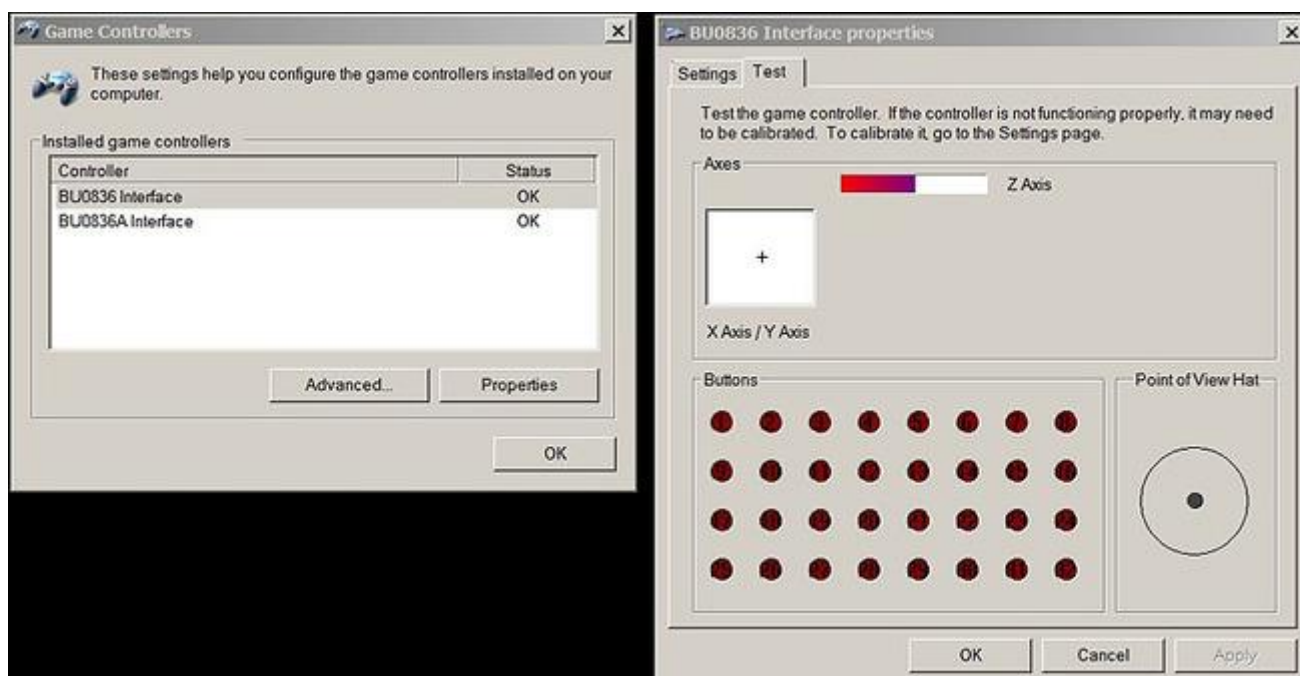 Game Controllers
These settings help you configure the game controllers installed on your
computer.
Installed game controllers
Controller Status
BU0836 Interface OK
BU0836A Interface OK
Advanced... Properties
OK
BU0836 Interface properties
Settings Test
Test the game controller. If the controller is not functioning properly, it may need
to be calibrated. To calibrate it, go to the Settings page.
Axes
Z Axis
X Axis / Y Axis
Buttons
Point of View Hat
OK Cancel Apply